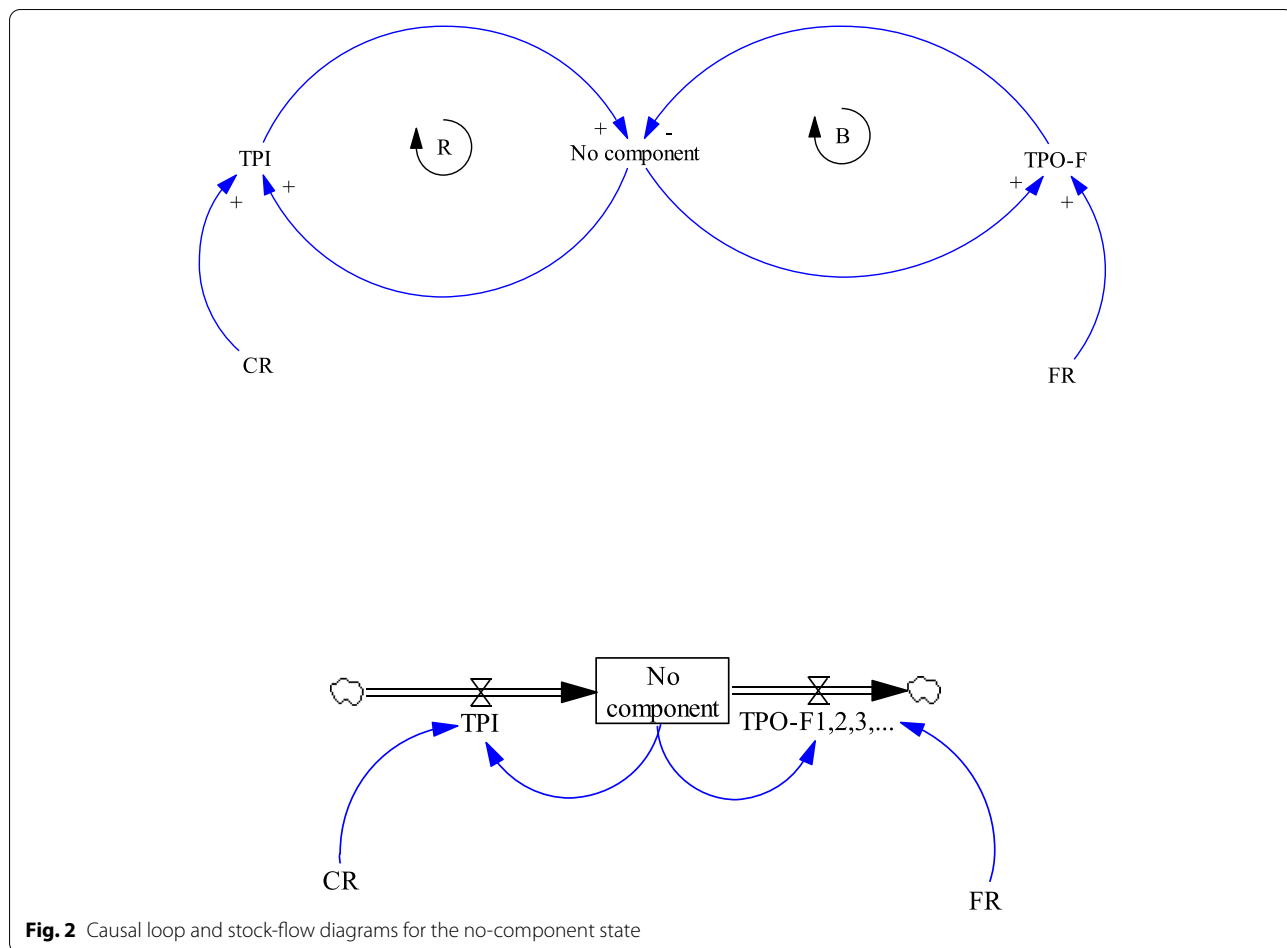 + -
R
B
TPI
No component
TPO-F
+
+
+
+
CR
FR
No
component
TPI
TPO-F1,2,3,...
CR
FR
Fig. 2 Causal loop and stock-flow diagrams for the no-component state